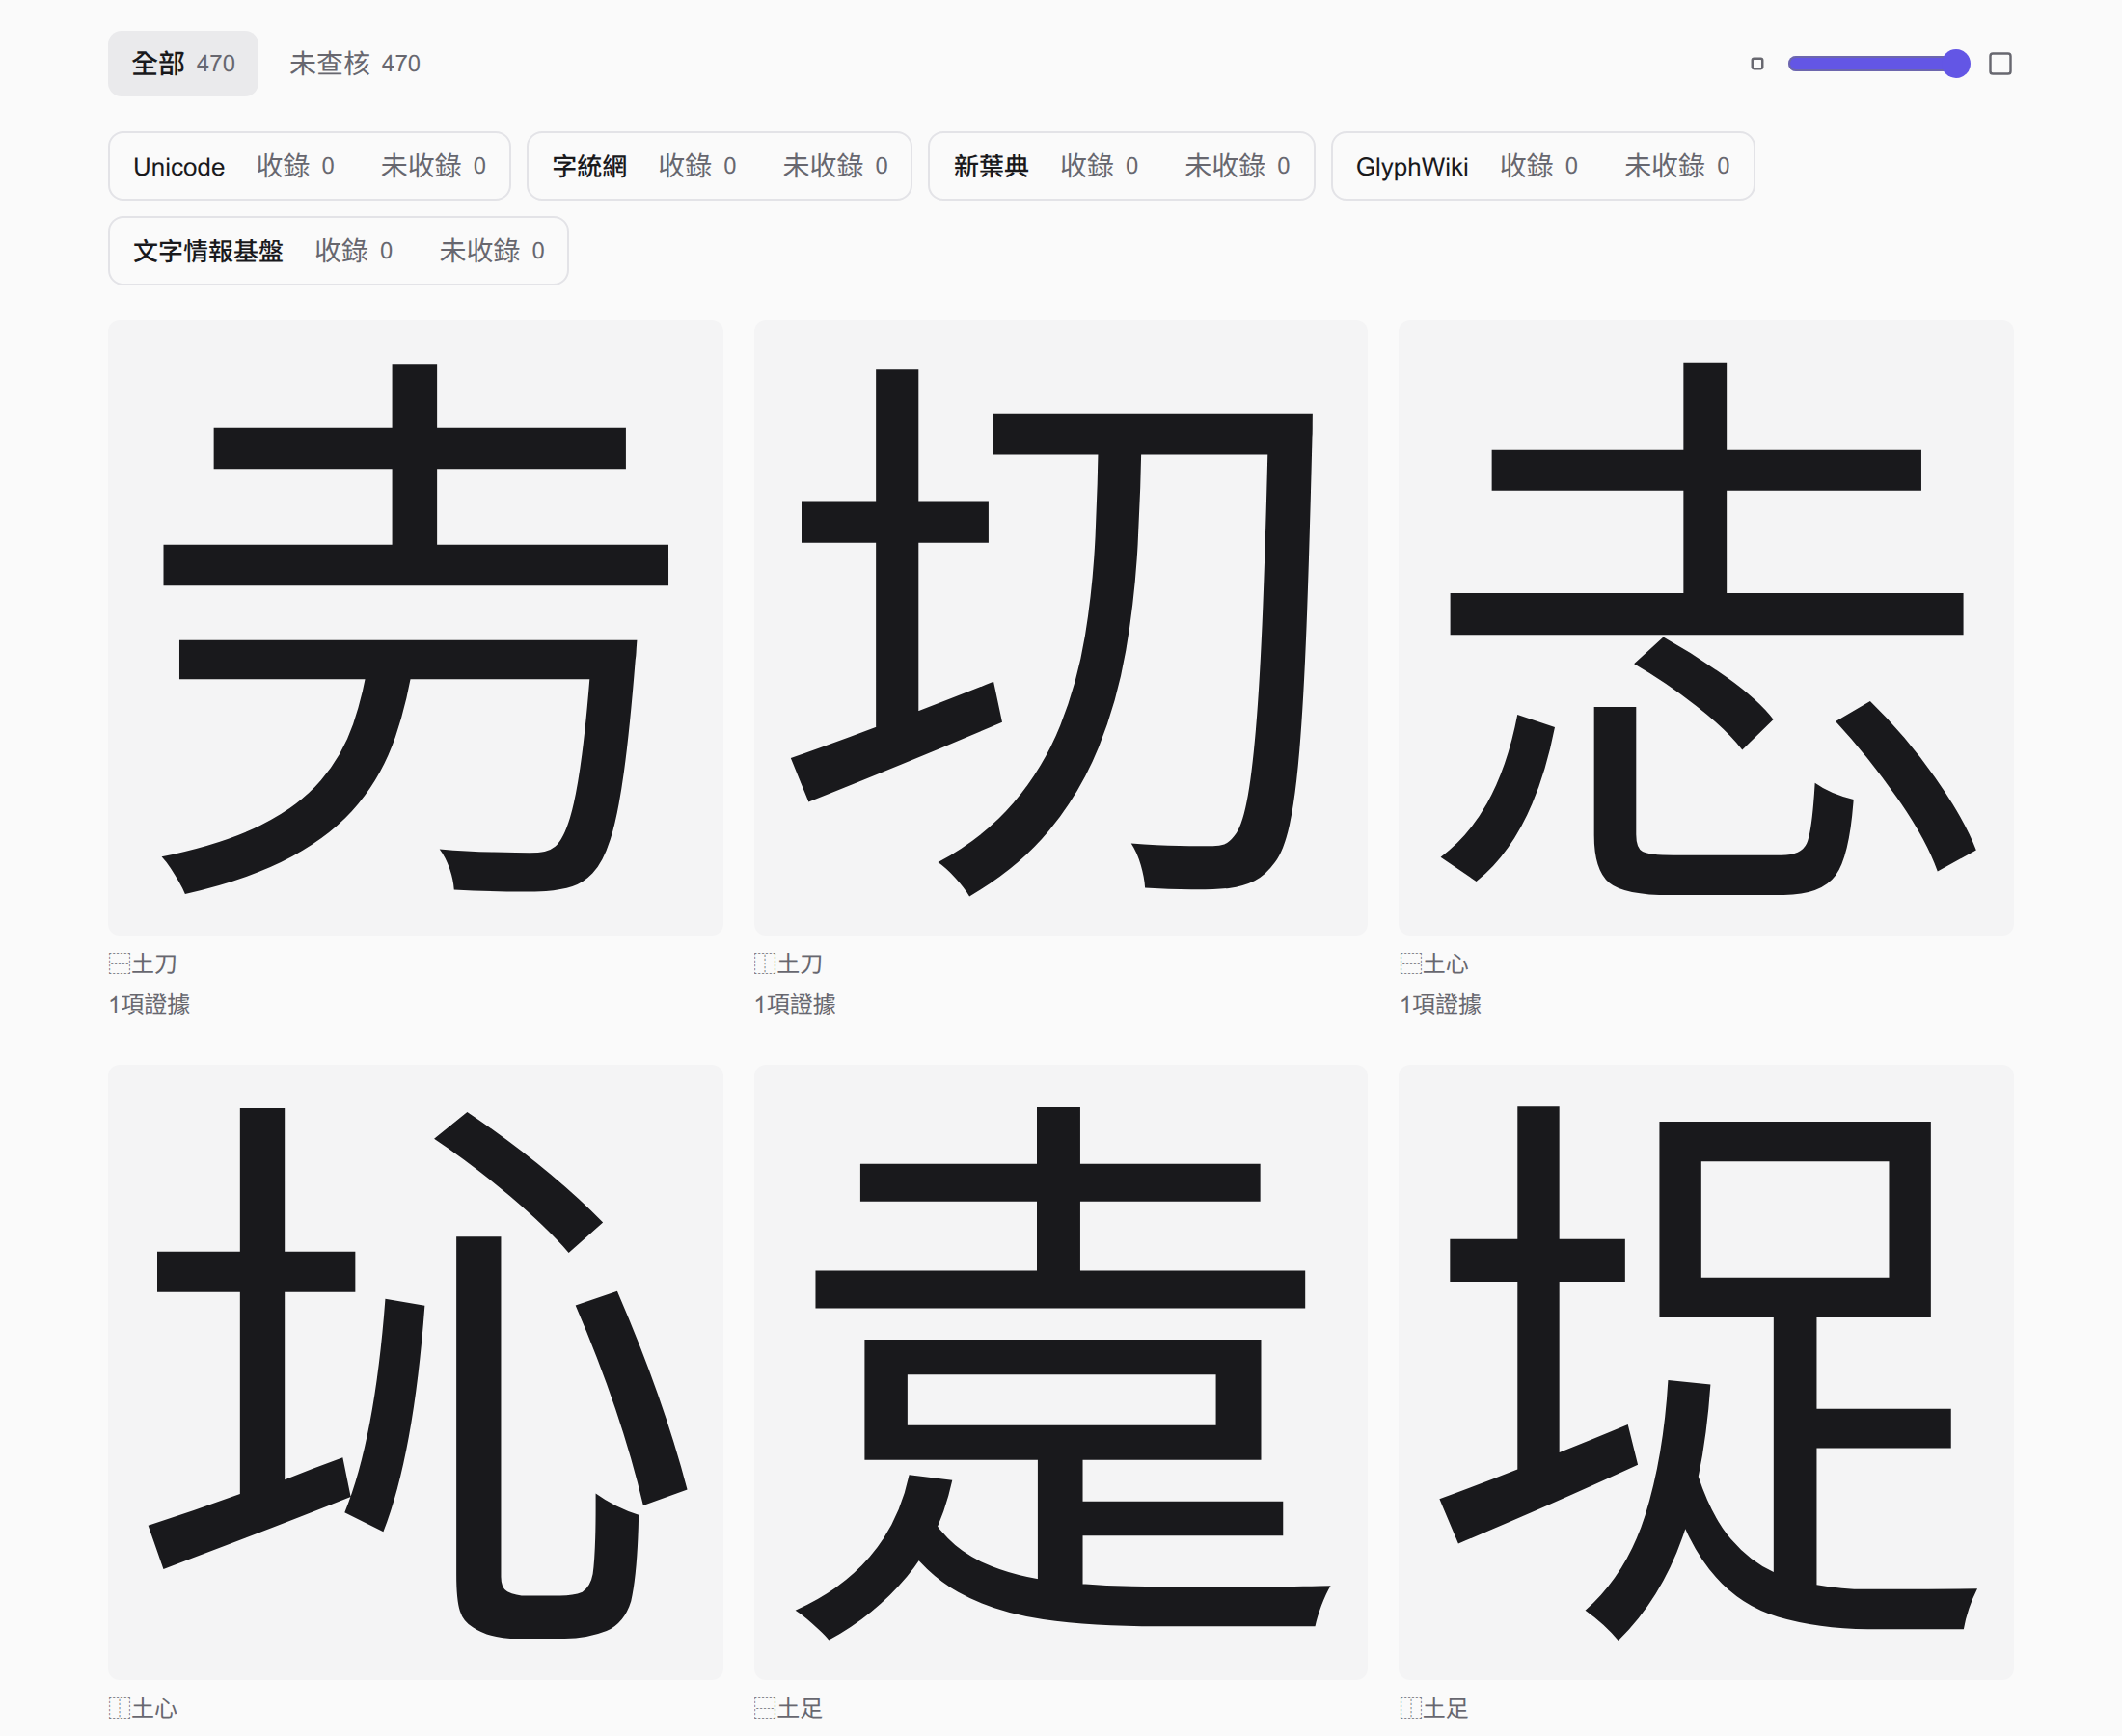 全部 470 未查核 470
Unicode 收錄 0 未收錄 0 字統網 收錄 0 未收錄 0 新葉典 收錄 0 未收錄 0 GlyphWiki 收錄 0 未收錄 0
文字情報基盤 收錄 0 未收錄 0
⿱土刀 ⿰土刀 ⿱土心
1項證據 1項證據 1項證據
⿰土心 ⿱土足 ⿰土足